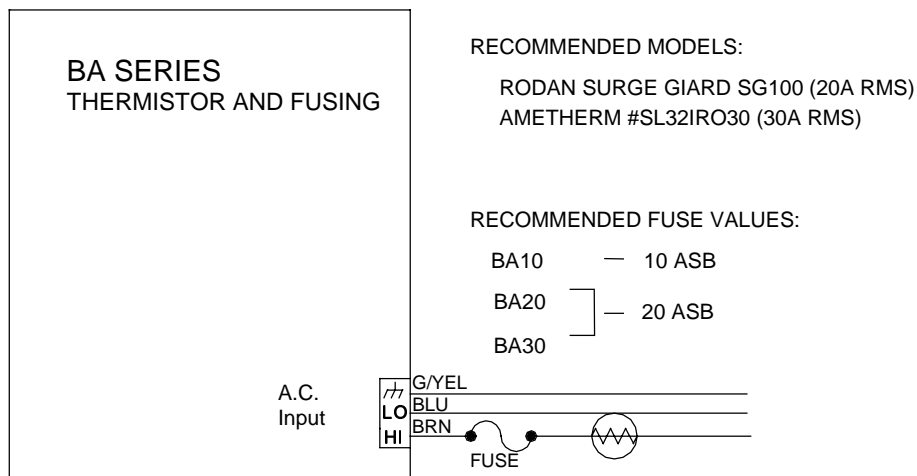 BA SERIES
THERMISTOR AND FUSING
RECOMMENDED MODELS:
RODAN SURGE GIARD SG100 (20A RMS)
AMETHERM #SL32IRO30 (30A RMS)
RECOMMENDED FUSE VALUES:
BA10 — 10 ASB
BA20
— 20 ASB
BA30
A.C.
Input
G/YEL
LO BLU
HI BRN
FUSE